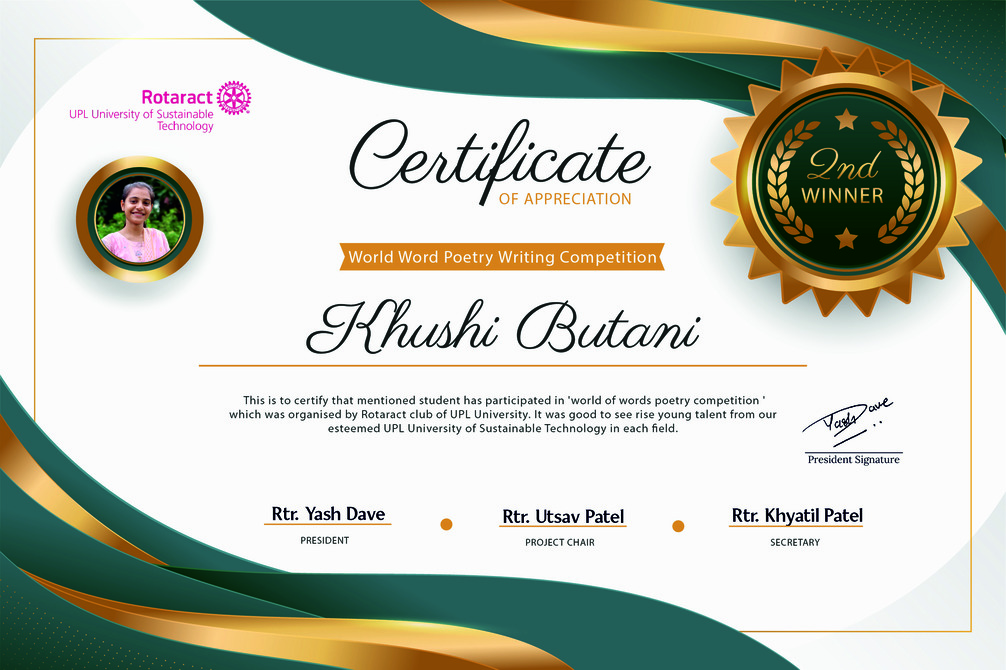 Rotaract
UPL University of Sustainable
Technology
Certificate
OF APPRECIATION
2nd
WINNER
World Word Poetry Writing Competition
Khushi Butani
This is to certify that mentioned student has participated in 'world of words poetry competition '
which was organised by Rotaract club of UPL University. It was good to see rise young talent from our
esteemed UPL University of Sustainable Technology in each field.
Yash Dave
President Signature
Rtr. Yash Dave
PRESIDENT
Rtr. Utsav Patel
PROJECT CHAIR
Rtr. Khyatil Patel
SECRETARY